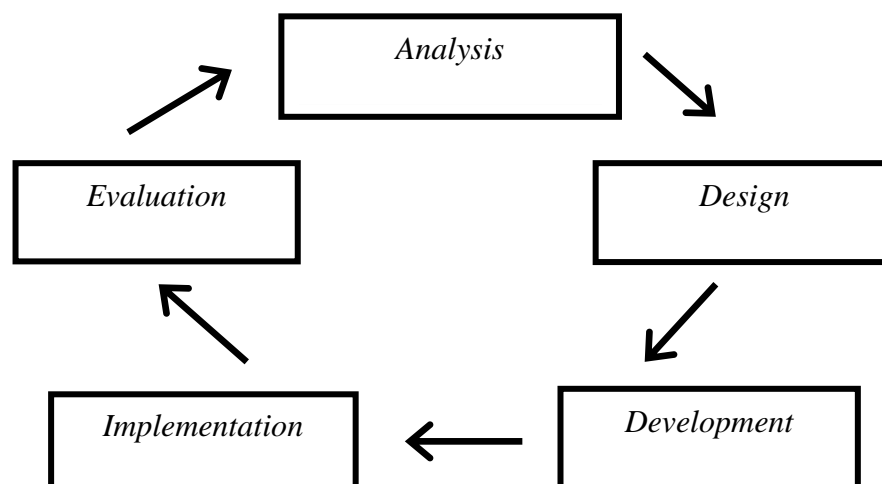 Analysis
Evaluation
Design
Implementation
Development